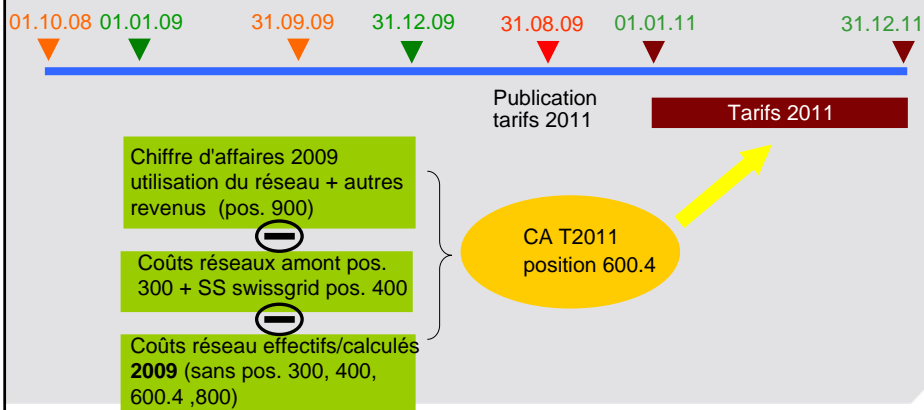 01.10.08 01.01.09 31.09.09 31.12.09 31.08.09 01.01.11 31.12.11
Publication
tarifs 2011
Tarifs 2011
Chiffre d'affaires 2009
utilisation du réseau + autres
revenus (pos. 900)
Coûts réseaux amont pos.
300 + SS swissgrid pos. 400
Coûts réseau effectifs/calculés
2009 (sans pos. 300, 400,
600.4 ,800)
CA T2011
position 600.4